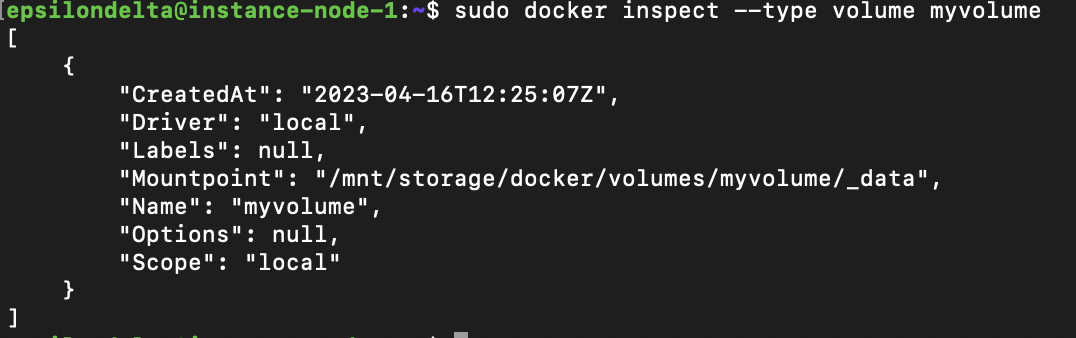 [epsilondelta@instance-node-1:~$ sudo docker inspect --type volume myvolume
[
    {
        "CreatedAt": "2023-04-16T12:25:07Z",
        "Driver": "local",
        "Labels": null,
        "Mountpoint": "/mnt/storage/docker/volumes/myvolume/_data",
        "Name": "myvolume",
        "Options": null,
        "Scope": "local"
    }
]